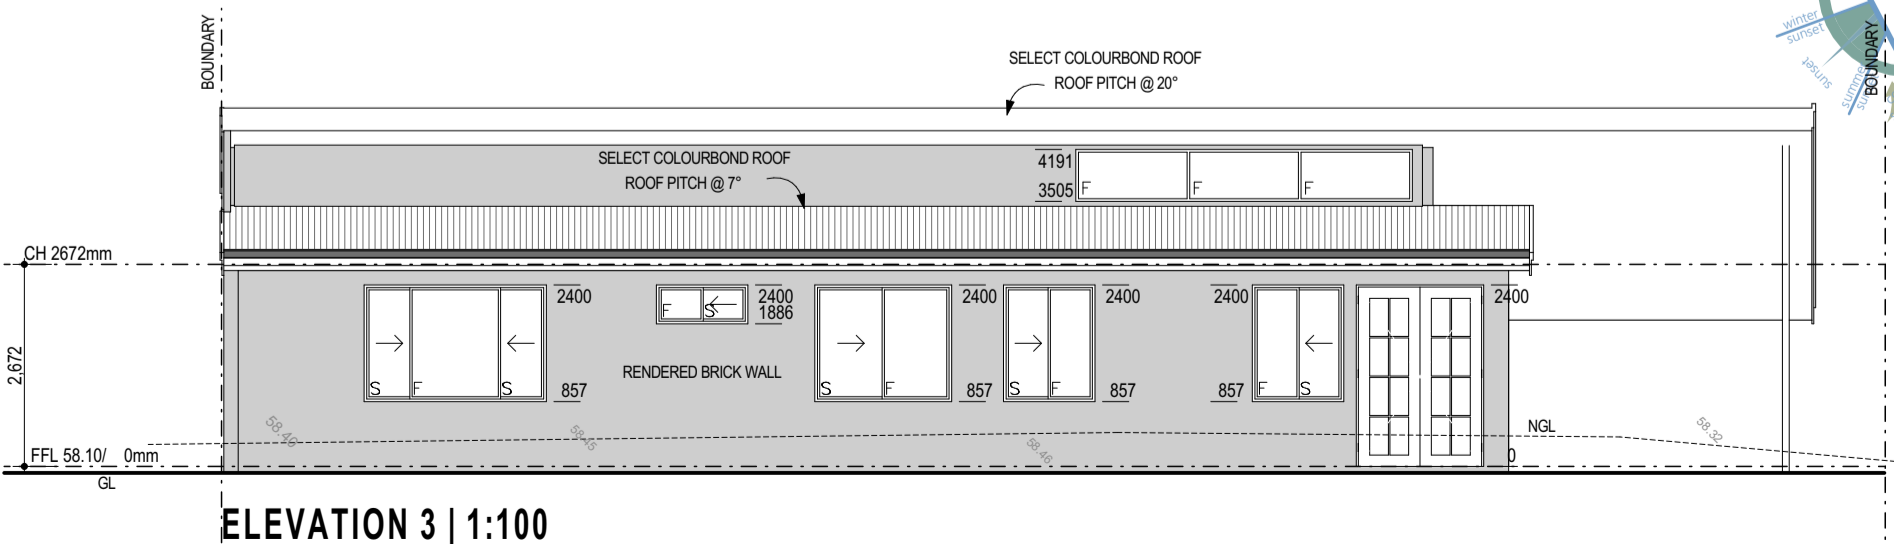 BOUNDARY
winter
sunset
sunset
BOUNDARY
SELECT COLOURBOND ROOF
ROOF PITCH @ 20°
SELECT COLOURBOND ROOF
ROOF PITCH @ 7°
4191
3505
F F F
CH 2672mm
2400
2400
1886
2400
2400
2400
2400
F S
2,672
RENDERED BRICK WALL
S F S
857
S F
857
S F
857
857
F S
58.40
58.45
58.46
NGL
58.32
FFL 58.10/ 0mm
0
GL
ELEVATION 3 | 1:100